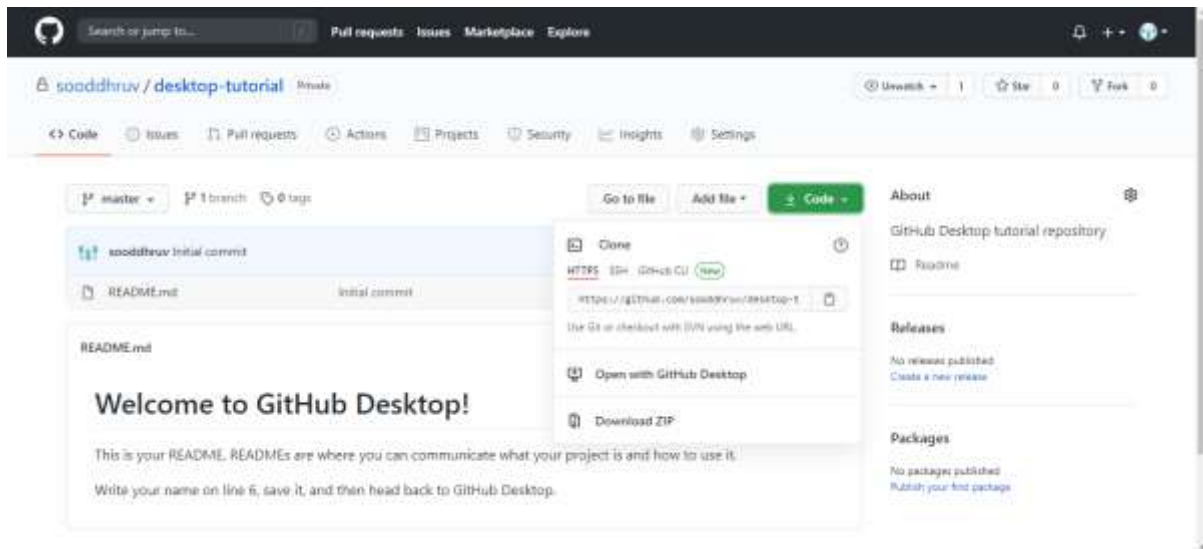 Search or jump to... /
Pull requests Issues Marketplace Explore
sooddhruv / desktop-tutorial Private
Unwatch 1 Star 0 Fork 0
Code Issues Pull requests Actions Projects Security Insights Settings
master 1 branch 0 tags
Go to file Add file Code
sooddhruv Initial commit
README.md Initial commit
Clone
HTTPS SSH GitHub CLI New
https://github.com/sooddhruv/desktop-t
Use Git or checkout with SVN using the web URL.
Open with GitHub Desktop
Download ZIP
README.md
Welcome to GitHub Desktop!
This is your README. READMEs are where you can communicate what your project is and how to use it.
Write your name on line 6, save it, and then head back to GitHub Desktop.
About
GitHub Desktop tutorial repository
Readme
Releases
No releases published
Create a new release
Packages
No packages published
Publish your first package